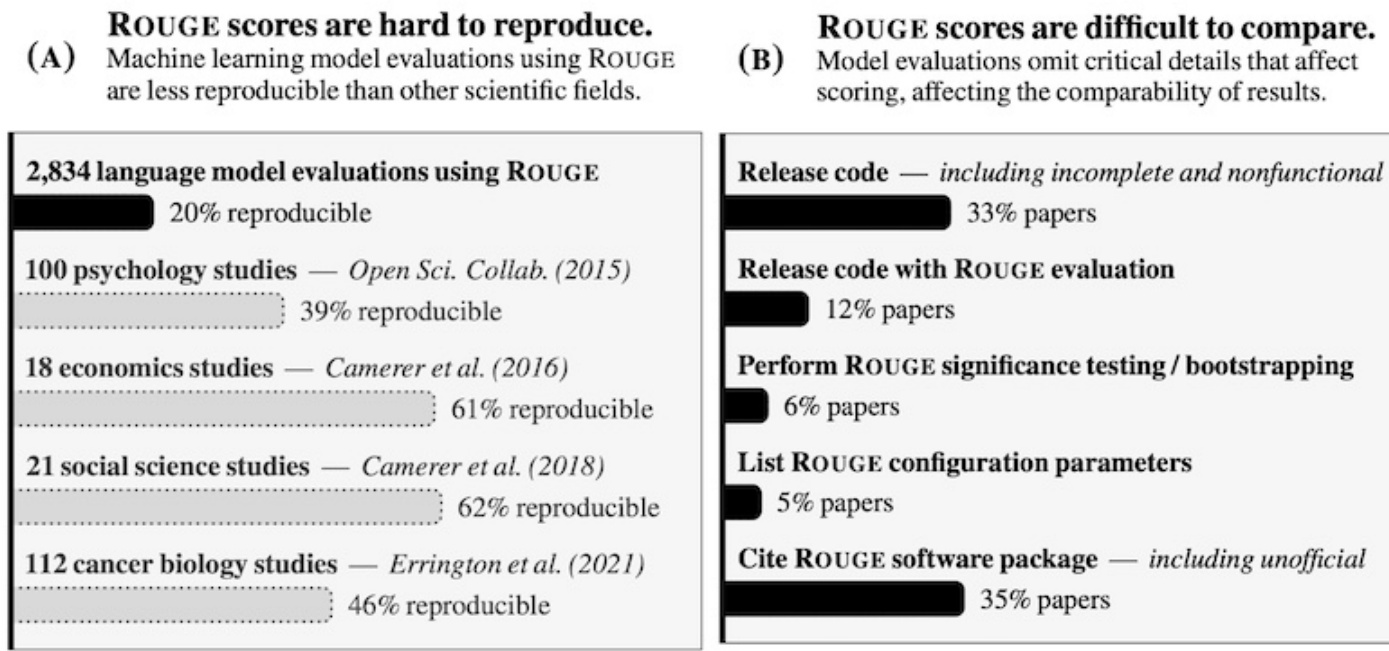 (A)
ROUGE scores are hard to reproduce.
Machine learning model evaluations using ROUGE
are less reproducible than other scientific fields.
2,834 language model evaluations using ROUGE
20% reproducible
100 psychology studies — Open Sci. Collab. (2015)
39% reproducible
18 economics studies — Camerer et al. (2016)
61% reproducible
21 social science studies — Camerer et al. (2018)
62% reproducible
112 cancer biology studies — Errington et al. (2021)
46% reproducible
(B)
ROUGE scores are difficult to compare.
Model evaluations omit critical details that affect
scoring, affecting the comparability of results.
Release code — including incomplete and nonfunctional
33% papers
Release code with ROUGE evaluation
12% papers
Perform ROUGE significance testing / bootstrapping
6% papers
List ROUGE configuration parameters
5% papers
Cite ROUGE software package — including unofficial
35% papers